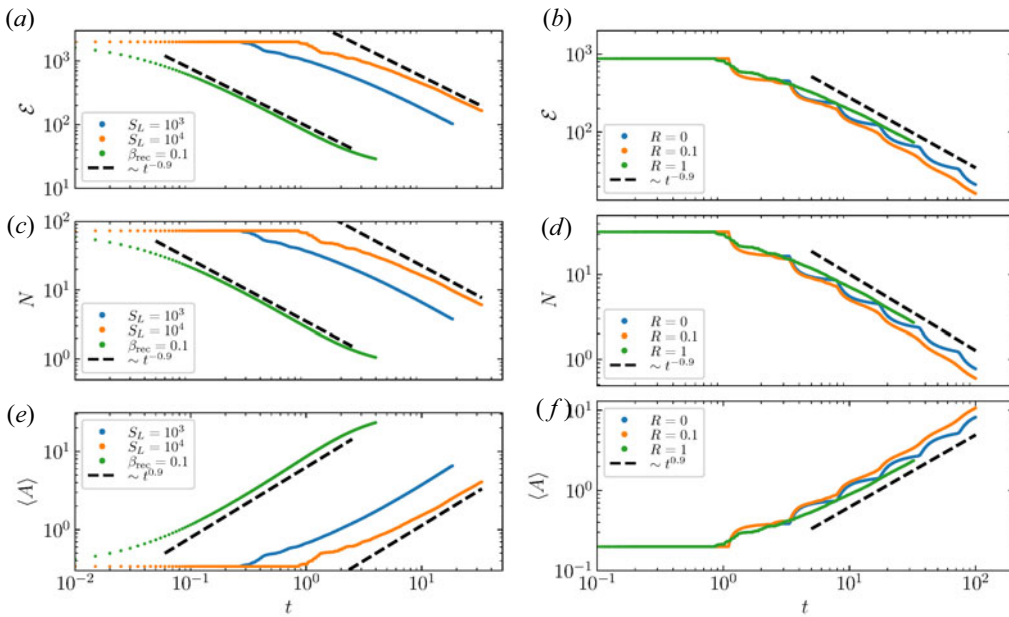 (a)
10^3
10^2
10^1
ℰ
S_L = 10^3
S_L = 10^4
β_rec = 0.1
∼ t^−0.9
(b)
10^3
10^2
ℰ
R = 0
R = 0.1
R = 1
∼ t^−0.9
(c)
10^2
10^1
10^0
N
S_L = 10^3
S_L = 10^4
β_rec = 0.1
∼ t^−0.9
(d)
10^1
10^0
N
R = 0
R = 0.1
R = 1
∼ t^−0.9
(e)
10^1
10^0
⟨A⟩
S_L = 10^3
S_L = 10^4
β_rec = 0.1
∼ t^0.9
10^−2
10^−1
10^0
10^1
t
(f)
10^1
10^0
10^−1
⟨A⟩
R = 0
R = 0.1
R = 1
∼ t^0.9
10^−1
10^0
10^1
10^2
t